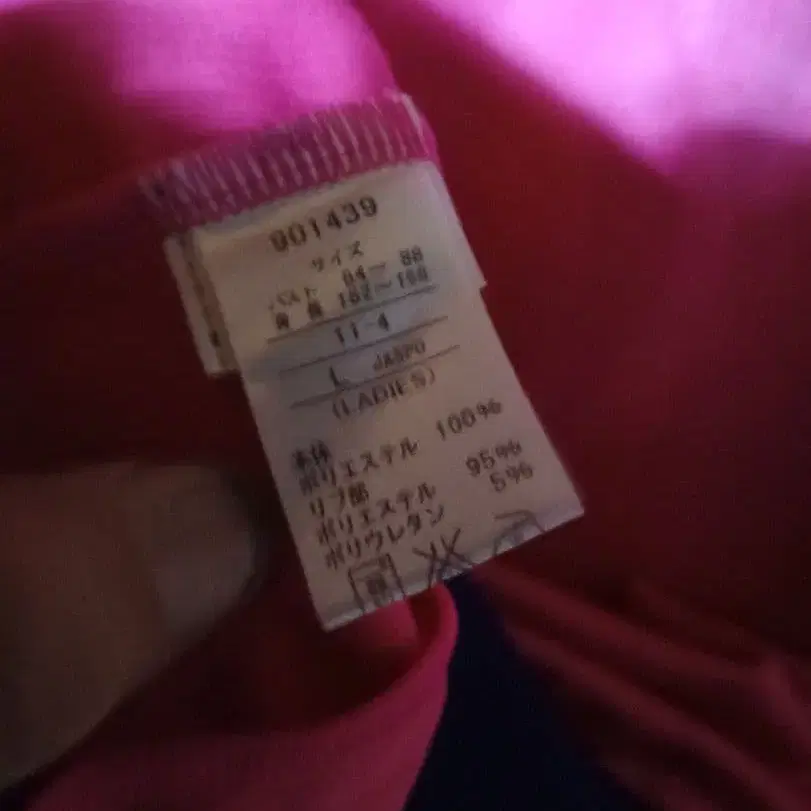 901439
サイズ
バスト 84～ 88
身長 162～168
11-4
L JASPO
(LADIES)
本体
ポリエステル 100%
リブ部
ポリエステル 95%
ポリウレタン 5%